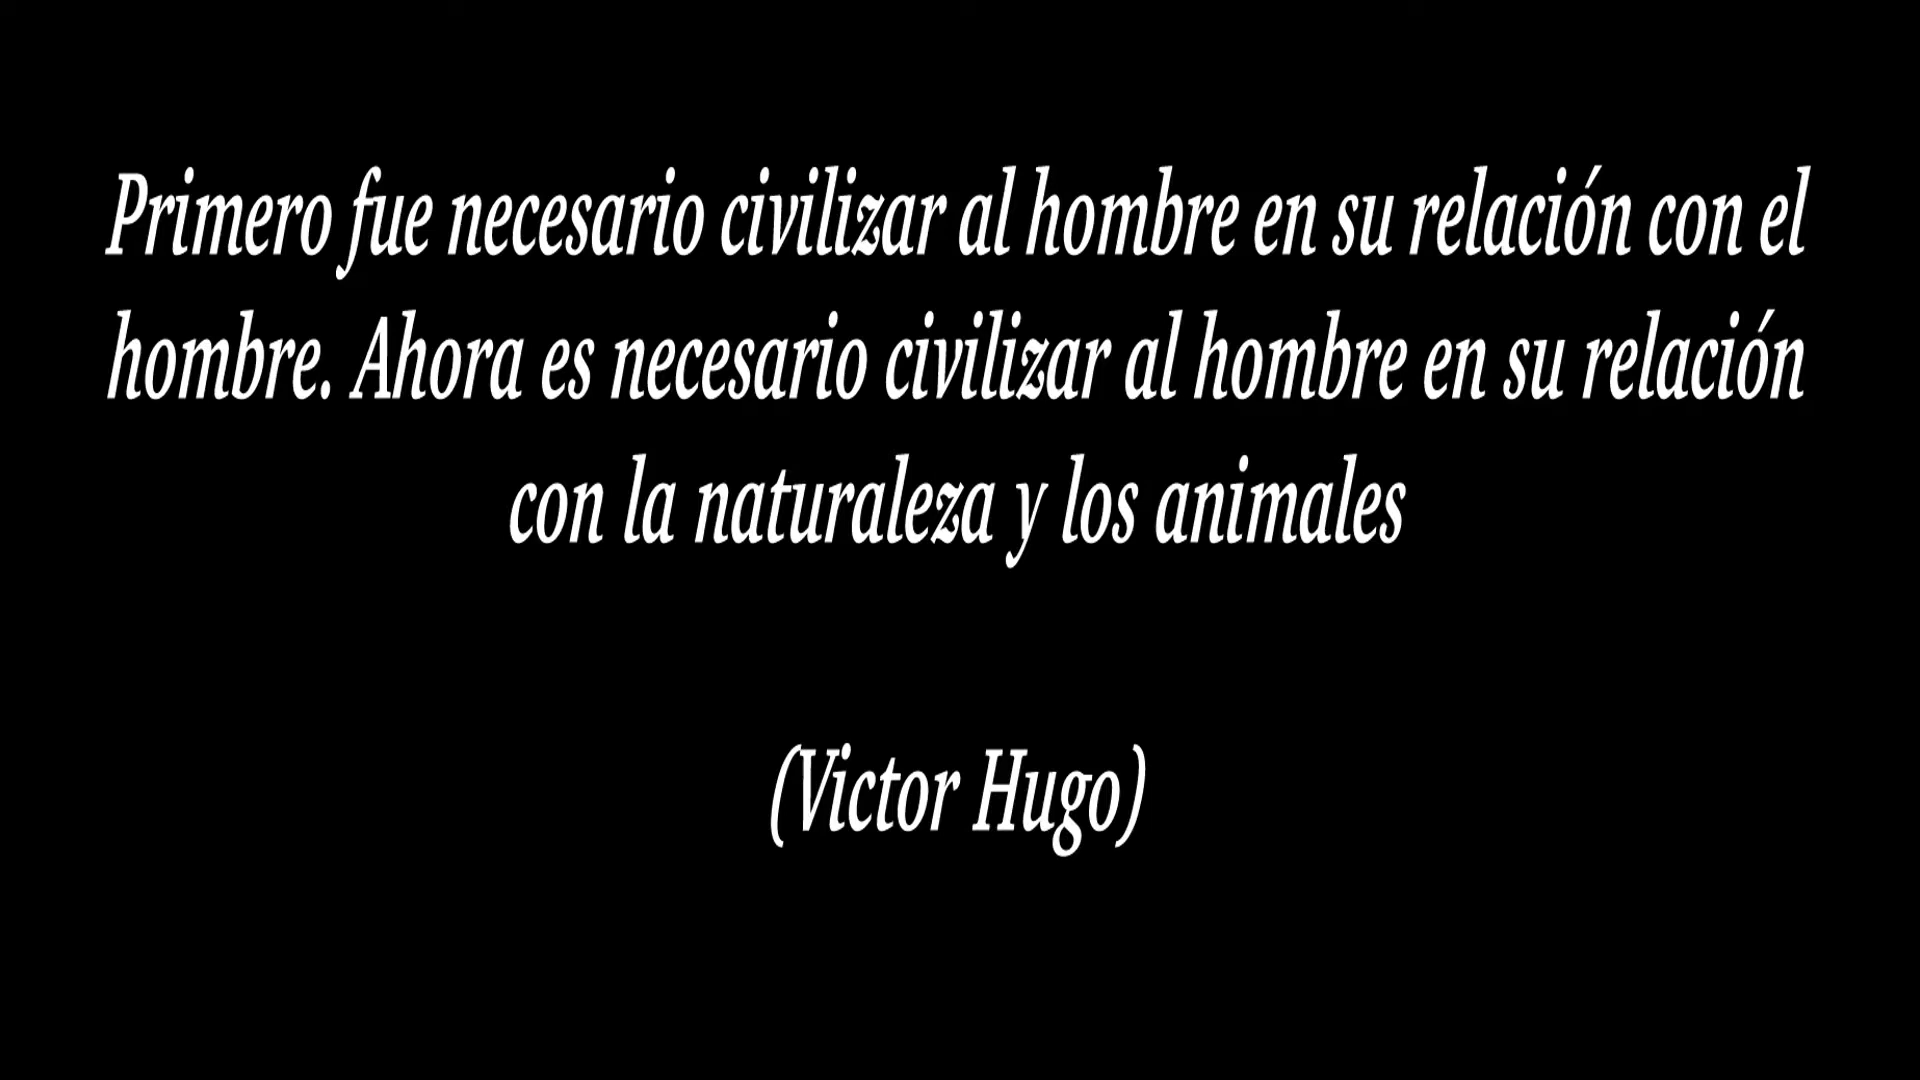 Primero fue necesario civilizar al hombre en su relación con el
hombre. Ahora es necesario civilizar al hombre en su relación
con la naturaleza y los animales
(Victor Hugo)